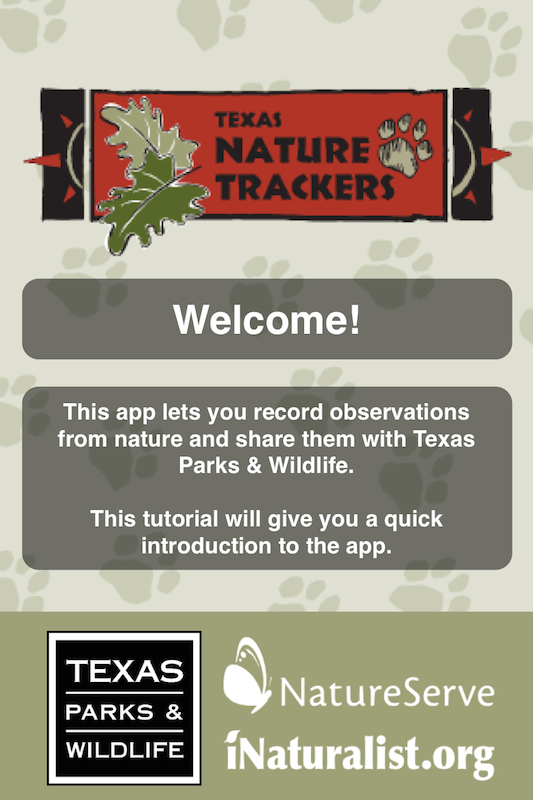 TEXAS
NATURE
TRACKERS
Welcome!
This app lets you record observations
from nature and share them with Texas
Parks & Wildlife.
This tutorial will give you a quick
introduction to the app.
TEXAS
PARKS &
WILDLIFE
NatureServe
iNaturalist.org